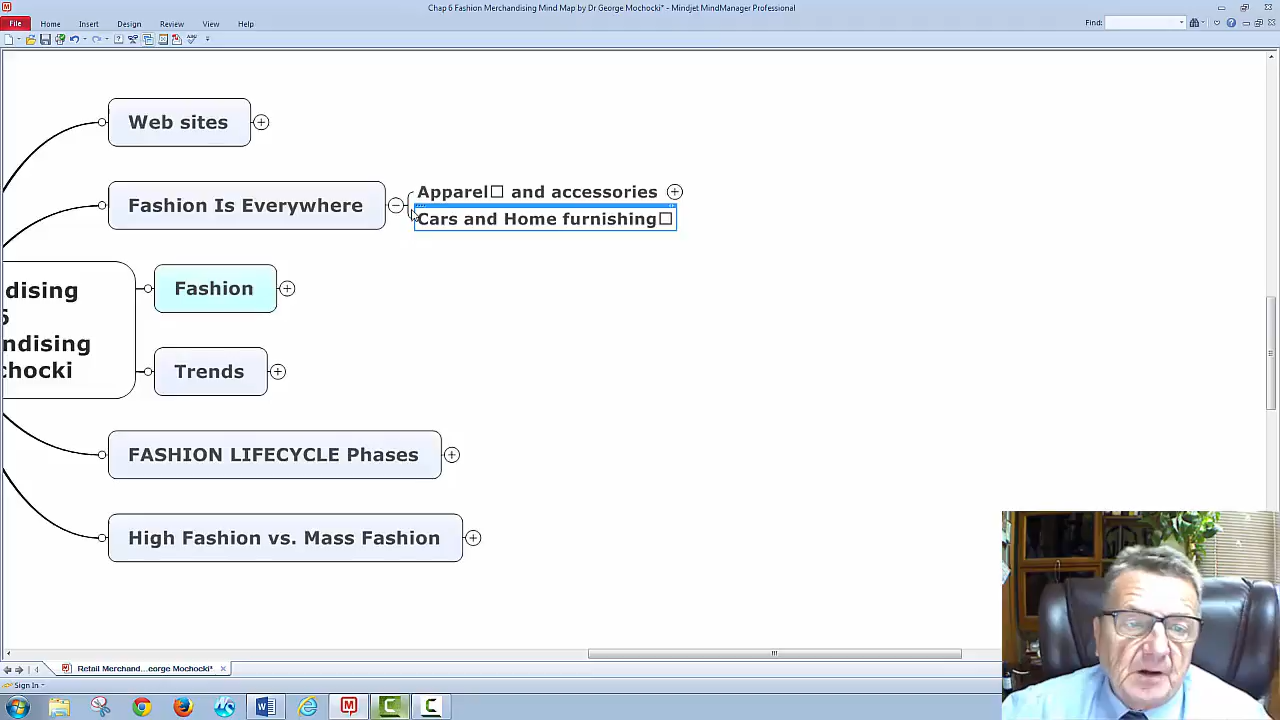 Chap 6 Fashion Merchandising Mind Map by Dr George Mochocki* - Mindjet MindManager Professional
File Home Insert Design Review View Help
Find:
Web sites
Apparel□ and accessories
Fashion Is Everywhere
Cars and Home furnishing□
Fashion
dising
6
ndising
Trends
chocki
FASHION LIFECYCLE Phases
High Fashion vs. Mass Fashion
Retail Merchand...eorge Mochocki*
Sign In